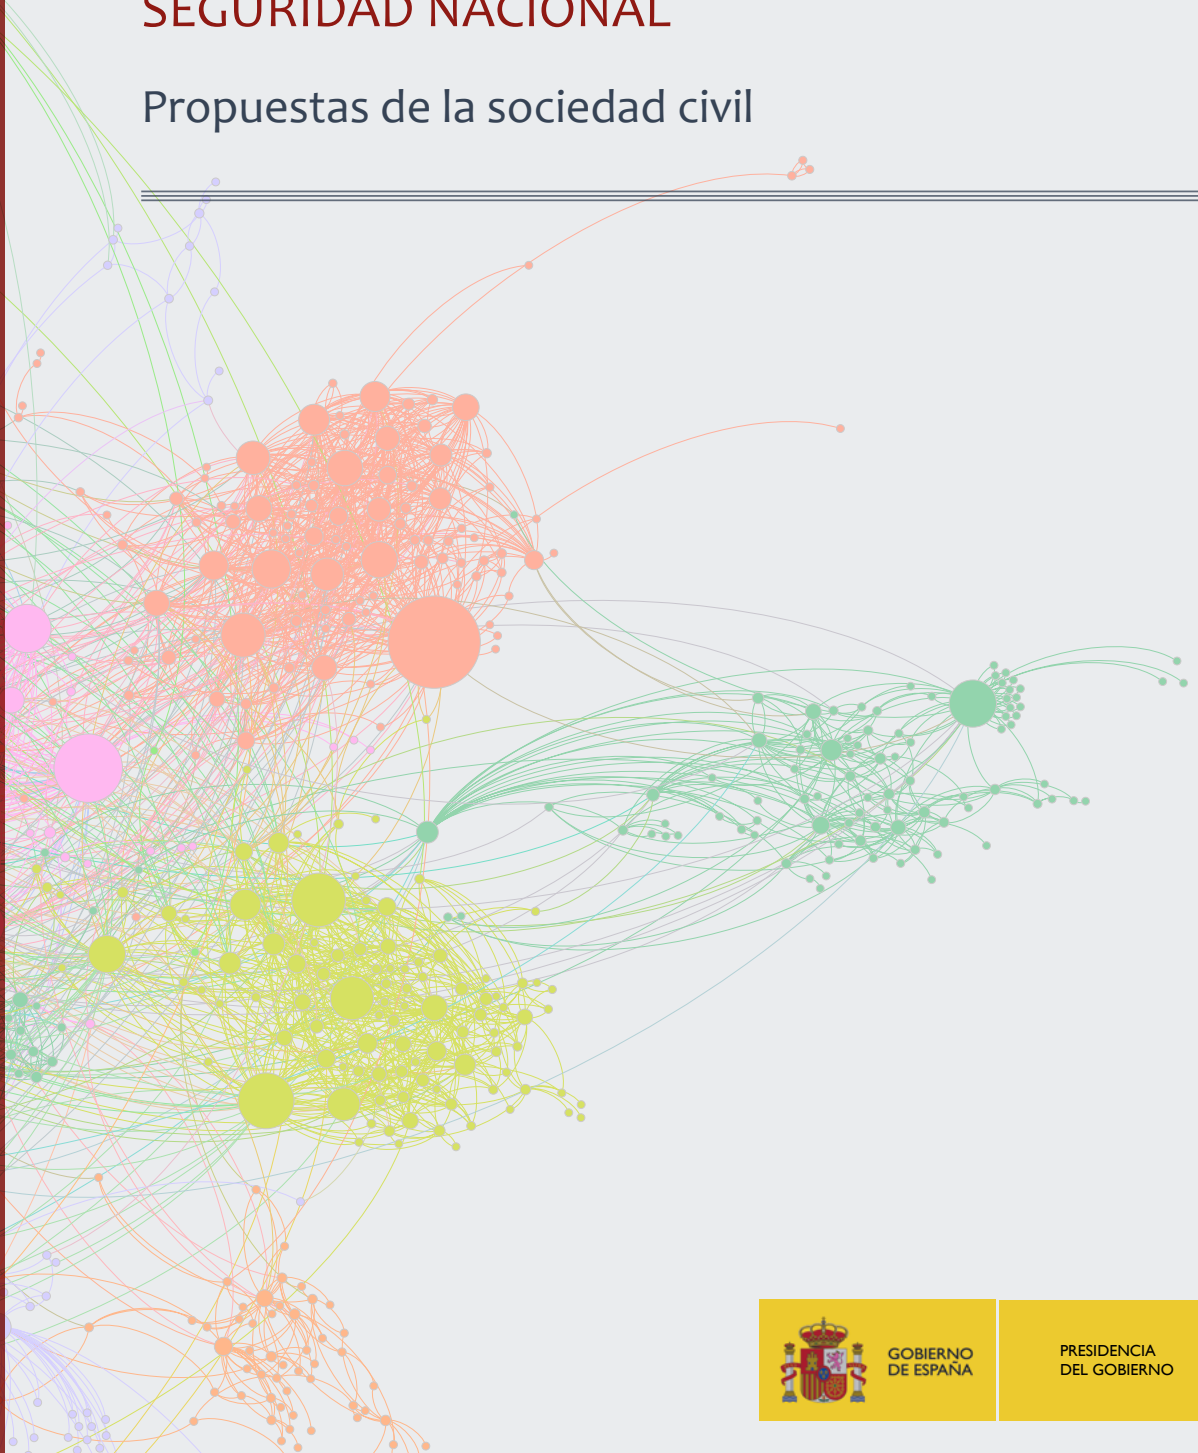 SEGURIDAD NACIONAL
Propuestas de la sociedad civil
GOBIERNO
DE ESPAÑA
PRESIDENCIA
DEL GOBIERNO